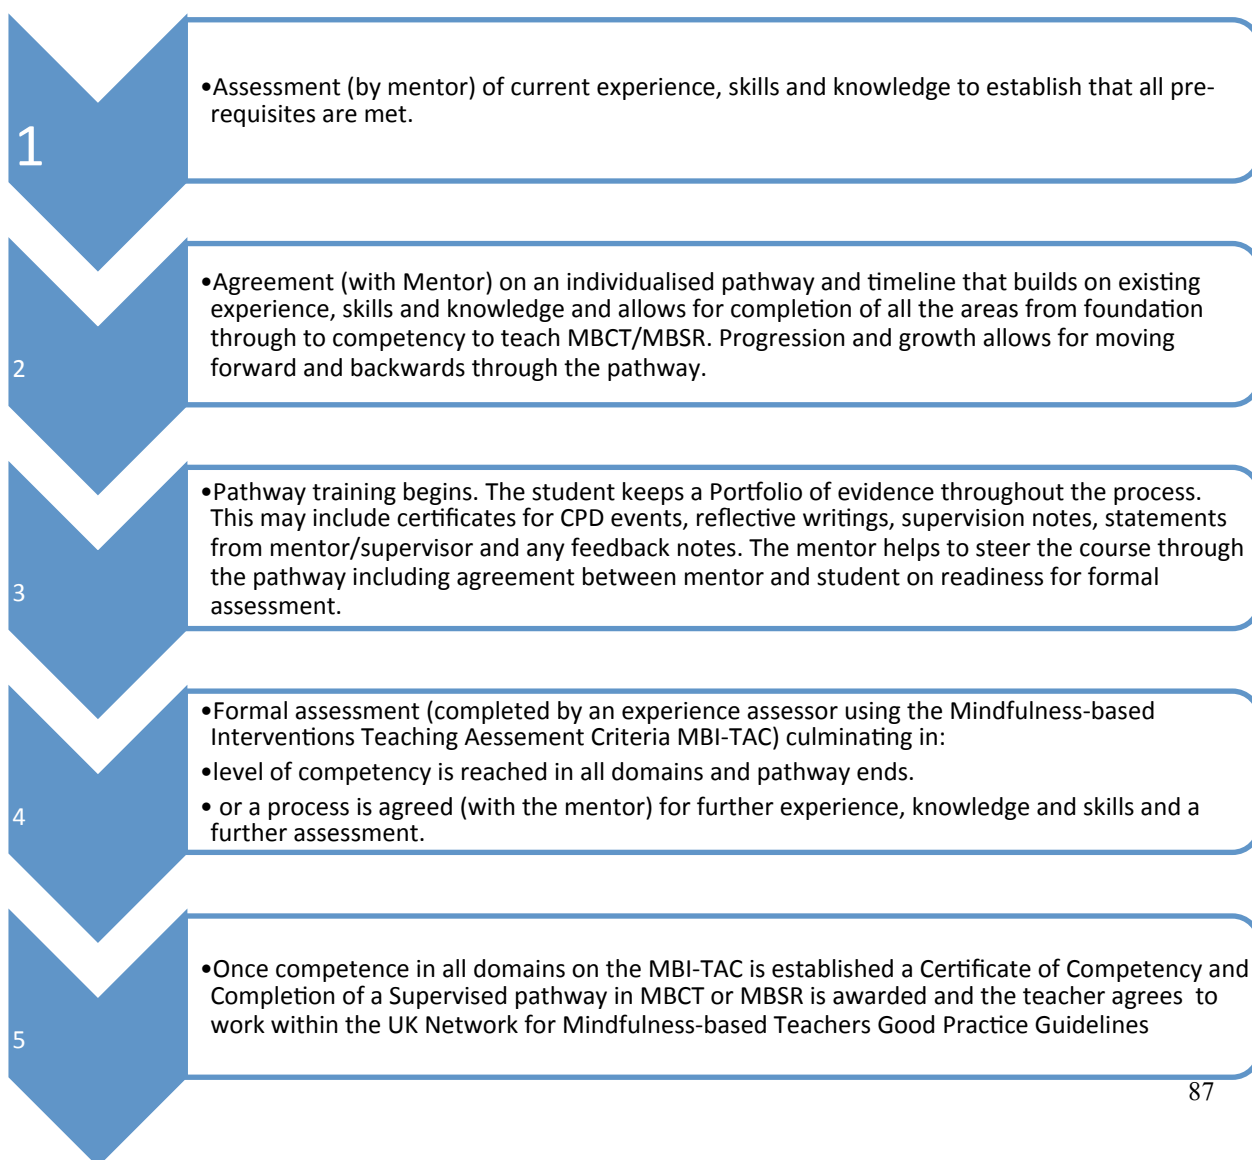 1
•Assessment (by mentor) of current experience, skills and knowledge to establish that all pre-
requisites are met.
2
•Agreement (with Mentor) on an individualised pathway and timeline that builds on existing
experience, skills and knowledge and allows for completion of all the areas from foundation
through to competency to teach MBCT/MBSR. Progression and growth allows for moving
forward and backwards through the pathway.
3
•Pathway training begins. The student keeps a Portfolio of evidence throughout the process.
This may include certificates for CPD events, reflective writings, supervision notes, statements
from mentor/supervisor and any feedback notes. The mentor helps to steer the course through
the pathway including agreement between mentor and student on readiness for formal
assessment.
4
•Formal assessment (completed by an experience assessor using the Mindfulness-based
Interventions Teaching Aessement Criteria MBI-TAC) culminating in:
•level of competency is reached in all domains and pathway ends.
• or a process is agreed (with the mentor) for further experience, knowledge and skills and a
further assessment.
5
•Once competence in all domains on the MBI-TAC is established a Certificate of Competency and
Completion of a Supervised pathway in MBCT or MBSR is awarded and the teacher agrees  to
work within the UK Network for Mindfulness-based Teachers Good Practice Guidelines
87